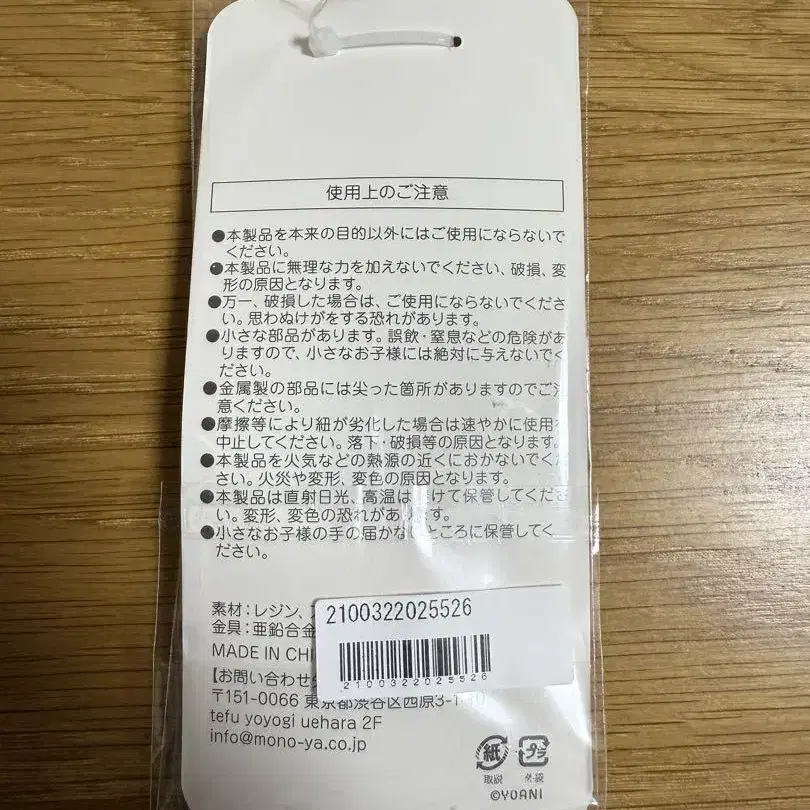 使用上のご注意
●本製品を本来の目的以外にはご使用にならないで
ください。
●本製品に無理な力を加えないでください、破損、変
形の原因となります。
●万一、破損した場合は、ご使用にならないでくださ
い。思わぬけがをする恐れがあります。
●小さな部品があります。誤飲・窒息などの危険があ
りますので、小さなお子様には絶対に与えないでく
ださい。
●金属製の部品には尖った箇所がありますのでご注
意ください。
●摩擦等により紐が劣化した場合は速やかに使用を
中止してください。落下・破損等の原因となります。
●本製品を火気などの熱源の近くにおかないでくだ
さい。火炎や変形、変色の原因となります。
●本製品は直射日光、高温は けて保管してくださ
い。変形、変色の恐れがあります。
●小さなお子様の手の届かない ところに保管してく
ださい。
素材：レジン、
金具：亜鉛合金
MADE IN CHI
2100322025526
2100322025526
【お問い合わせ
〒151-0066 東京都渋谷区西原3-1-10
tefu yoyogi uehara 2F
info@mono-ya.co.jp
紙 プラ
取説 外袋
©YOANI